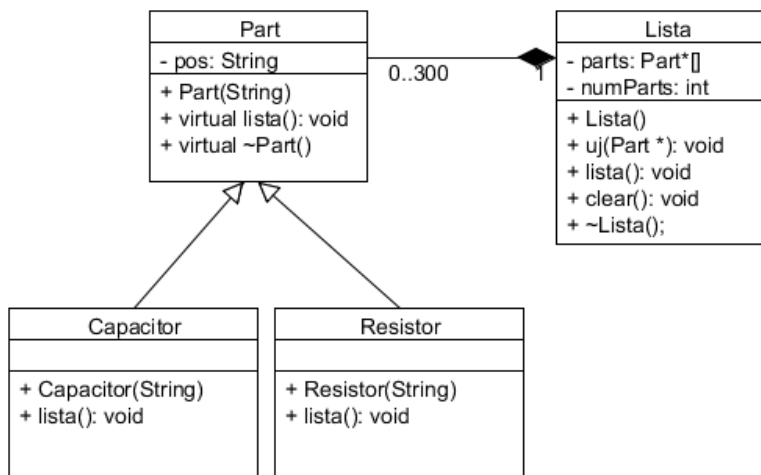 Part
- pos: String
+ Part(String)
+ virtual lista(): void
+ virtual ~Part()
0..300
1
Lista
- parts: Part*[]
- numParts: int
+ Lista()
+ uj(Part *): void
+ lista(): void
+ clear(): void
+ ~Lista();
Capacitor
+ Capacitor(String)
+ lista(): void
Resistor
+ Resistor(String)
+ lista(): void